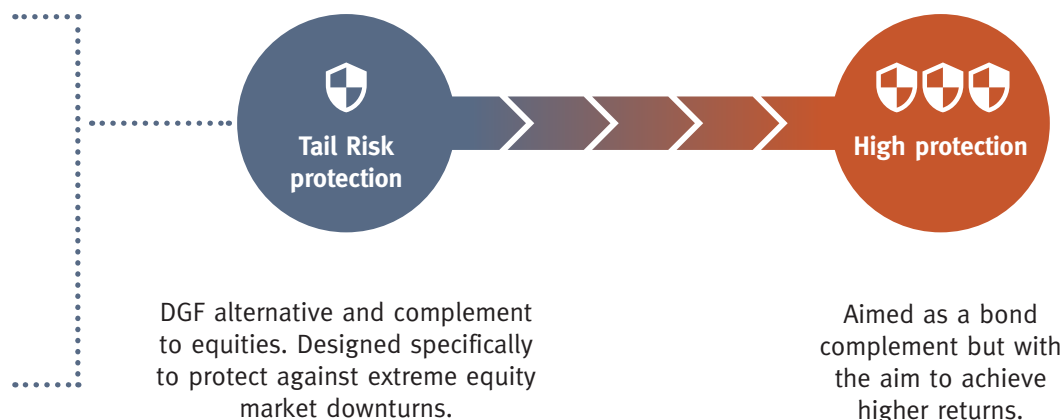 Tail Risk
protection
High protection
DGF alternative and complement
to equities. Designed specifically
to protect against extreme equity
market downturns.
Aimed as a bond
complement but with
the aim to achieve
higher returns.